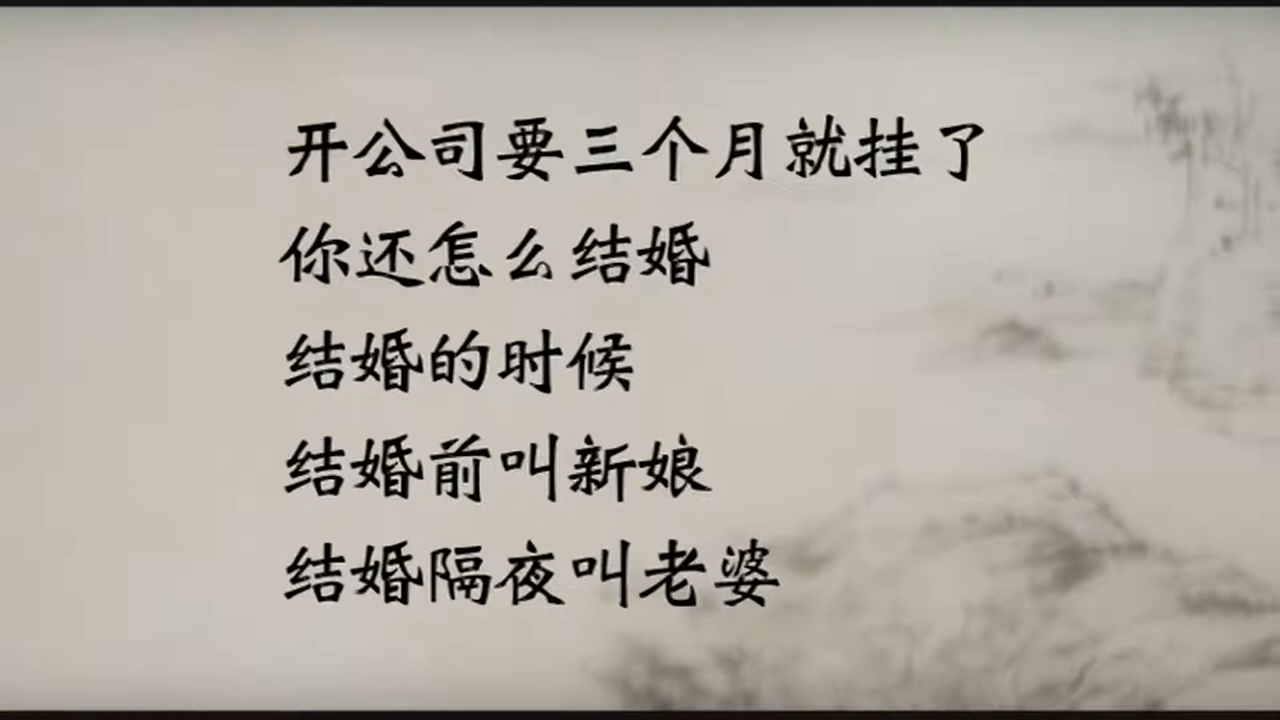 开公司要三个月就挂了
你还怎么结婚
结婚的时候
结婚前叫新娘
结婚隔夜叫老婆